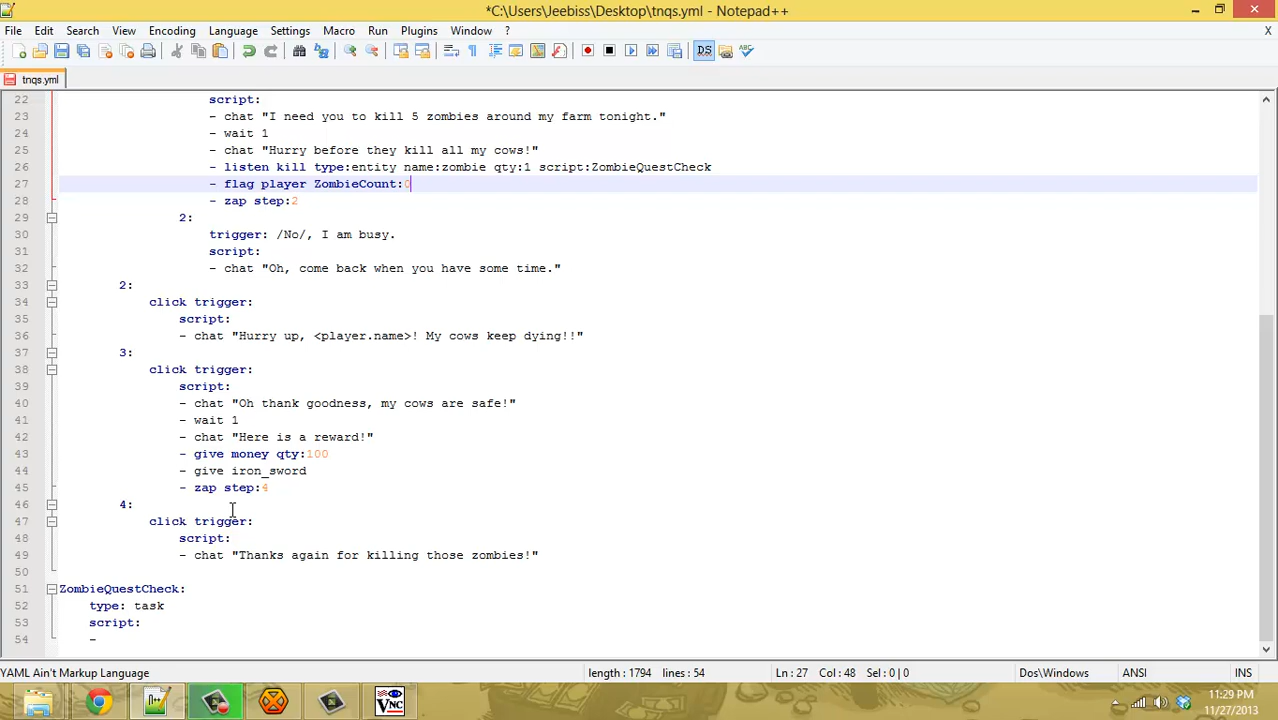 *C:\Users\Jeebiss\Desktop\tnqs.yml - Notepad++
File Edit Search View Encoding Language Settings Macro Run Plugins Window ? X
tnqs.yml
22 script:
23 - chat "I need you to kill 5 zombies around my farm tonight."
24 - wait 1
25 - chat "Hurry before they kill all my cows!"
26 - listen kill type:entity name:zombie qty:1 script:ZombieQuestCheck
27 - flag player ZombieCount:0
28 - zap step:2
29 2:
30 trigger: /No/, I am busy.
31 script:
32 - chat "Oh, come back when you have some time."
33 2:
34 click trigger:
35 script:
36 - chat "Hurry up, <player.name>! My cows keep dying!!"
37 3:
38 click trigger:
39 script:
40 - chat "Oh thank goodness, my cows are safe!"
41 - wait 1
42 - chat "Here is a reward!"
43 - give money qty:100
44 - give iron_sword
45 - zap step:4
46 4:
47 click trigger:
48 script:
49 - chat "Thanks again for killing those zombies!"
50
51 ZombieQuestCheck:
52 type: task
53 script:
54 -
YAML Ain't Markup Language length : 1794 lines : 54 Ln : 27 Col : 48 Sel : 0 | 0 Dos\Windows ANSI INS
11:29 PM
11/27/2013